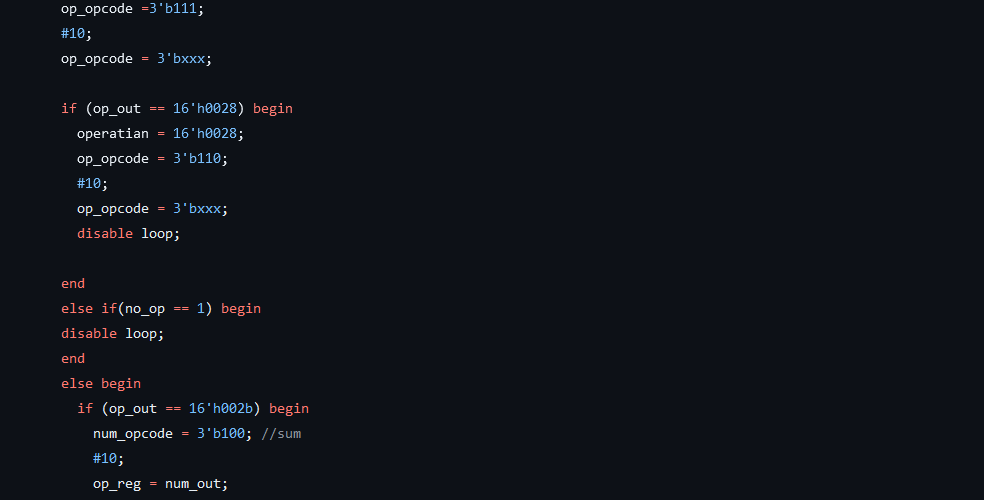 op_opcode =3'b111;
#10;
op_opcode = 3'bxxx;
if (op_out == 16'h0028) begin
operatian = 16'h0028;
op_opcode = 3'b110;
#10;
op_opcode = 3'bxxx;
disable loop;
end
else if(no_op == 1) begin
disable loop;
end
else begin
if (op_out == 16'h002b) begin
num_opcode = 3'b100; //sum
#10;
op_reg = num_out;